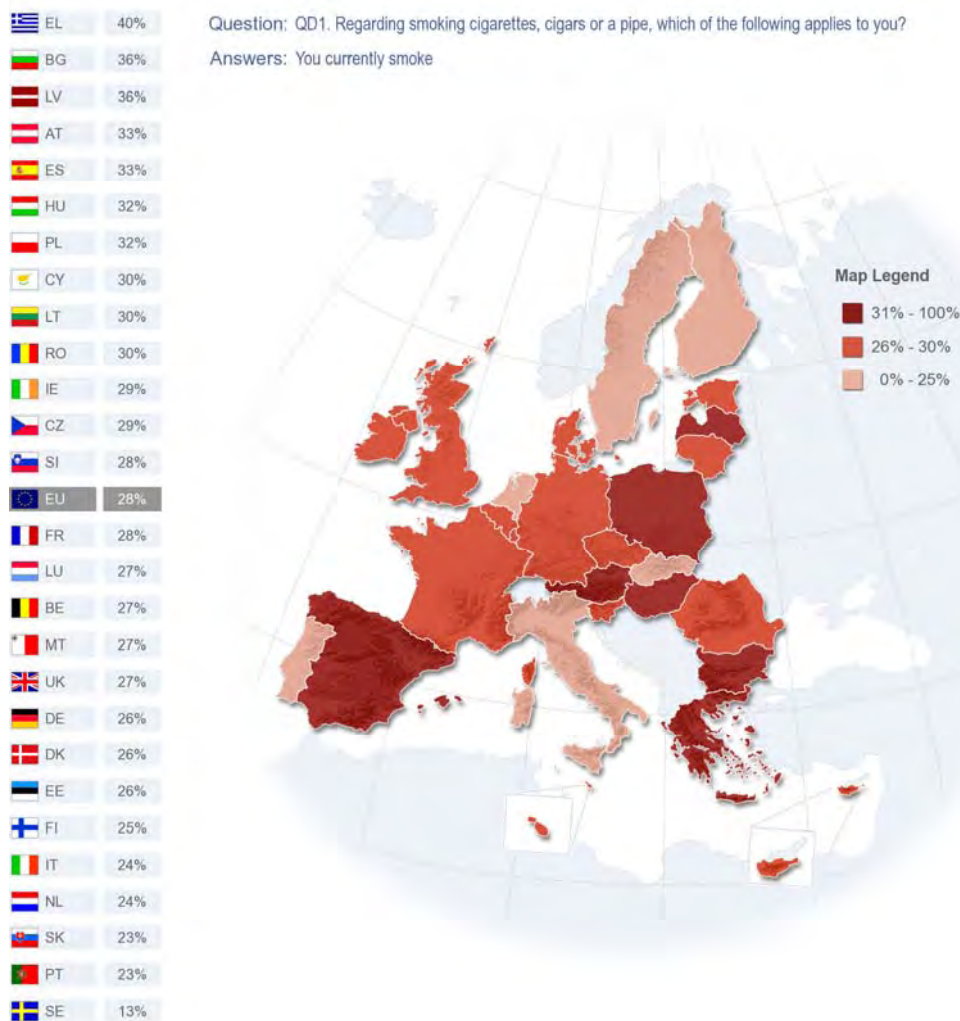 Question: QD1. Regarding smoking cigarettes, cigars or a pipe, which of the following applies to you?
Answers: You currently smoke
EL 40%
BG 36%
LV 36%
AT 33%
ES 33%
HU 32%
PL 32%
CY 30%
LT 30%
RO 30%
IE 29%
CZ 29%
SI 28%
EU 28%
FR 28%
LU 27%
BE 27%
MT 27%
UK 27%
DE 26%
DK 26%
EE 26%
FI 25%
IT 24%
NL 24%
SK 23%
PT 23%
SE 13%
Map Legend
31% - 100%
26% - 30%
0% - 25%